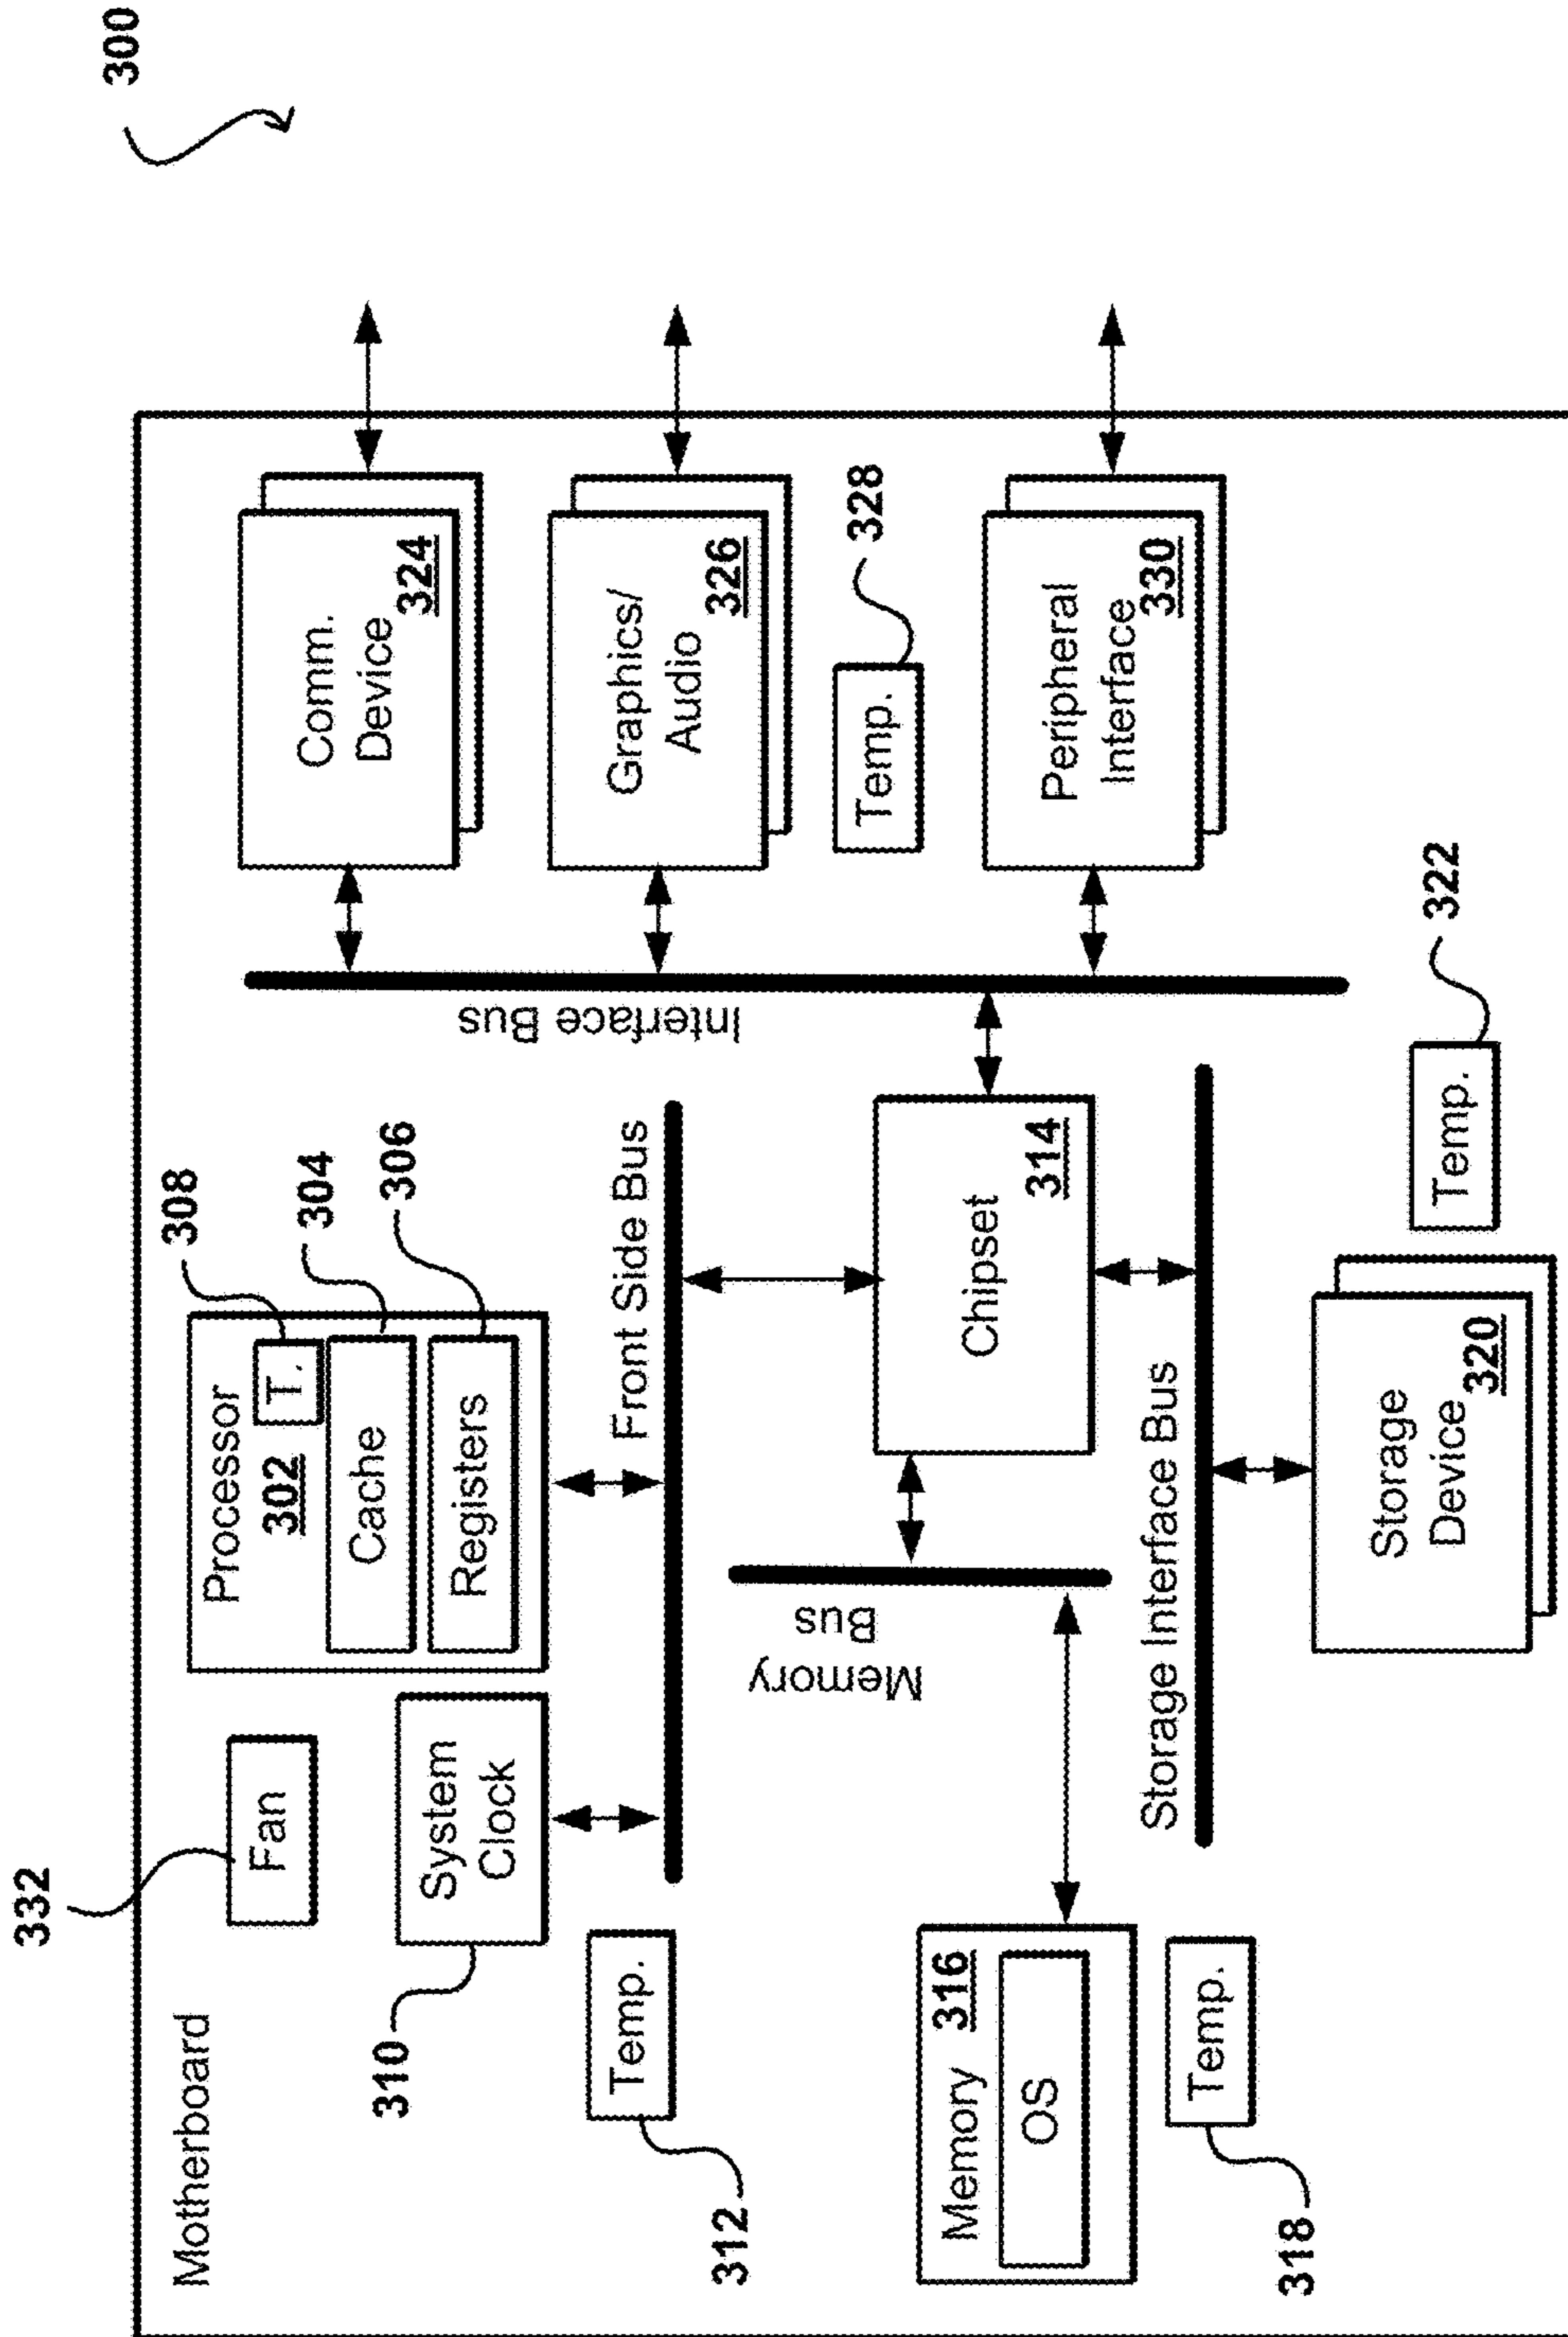 300
332
Motherboard
Fan
Processor
302
T.
308
Cache
304
Registers
306
System
Clock
310
Temp.
312
Front Side Bus
Comm.
Device
324
Graphics/
Audio
326
Temp.
328
Interface Bus
Memory
Bus
Chipset
314
Memory
316
OS
Temp.
318
Peripheral
Interface
330
Storage Interface Bus
Storage
Device
320
Temp.
322